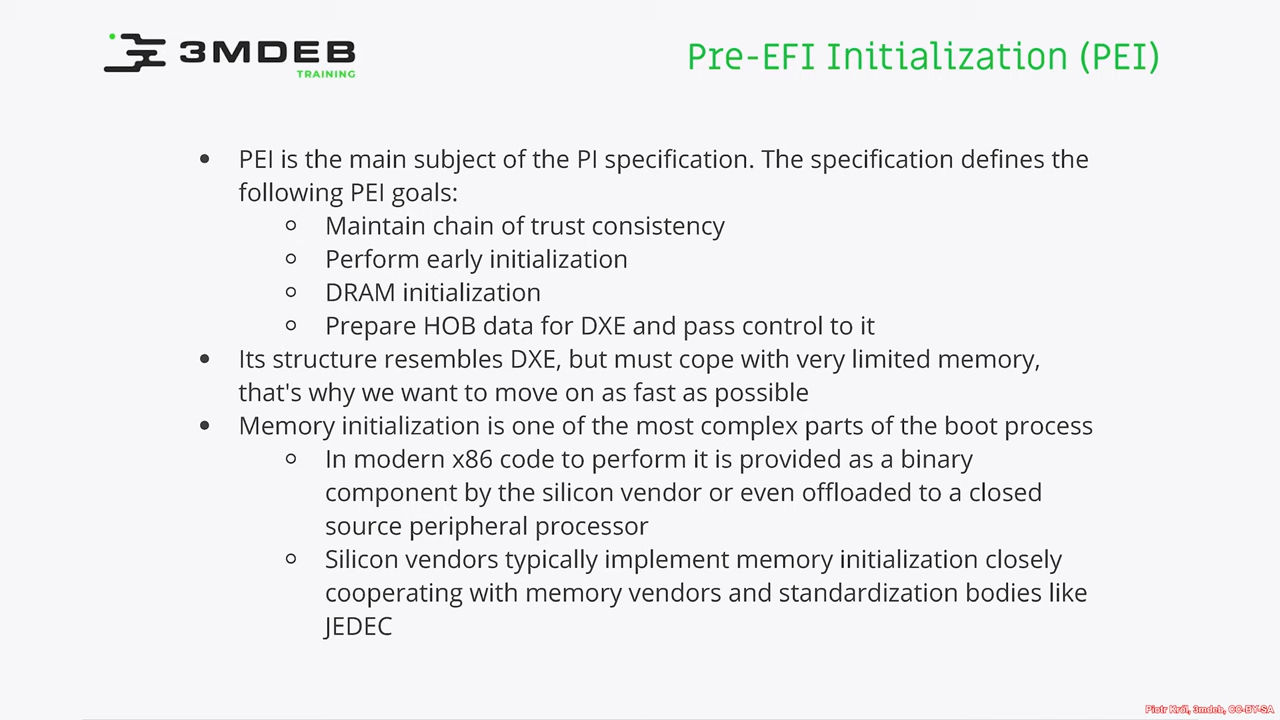 3MDEB
TRAINING
Pre-EFI Initialization (PEI)
• PEI is the main subject of the PI specification. The specification defines the
following PEI goals:
○ Maintain chain of trust consistency
○ Perform early initialization
○ DRAM initialization
○ Prepare HOB data for DXE and pass control to it
• Its structure resembles DXE, but must cope with very limited memory,
that's why we want to move on as fast as possible
• Memory initialization is one of the most complex parts of the boot process
○ In modern x86 code to perform it is provided as a binary
component by the silicon vendor or even offloaded to a closed
source peripheral processor
○ Silicon vendors typically implement memory initialization closely
cooperating with memory vendors and standardization bodies like
JEDEC
Piotr Król, 3mdeb, CC-BY-SA